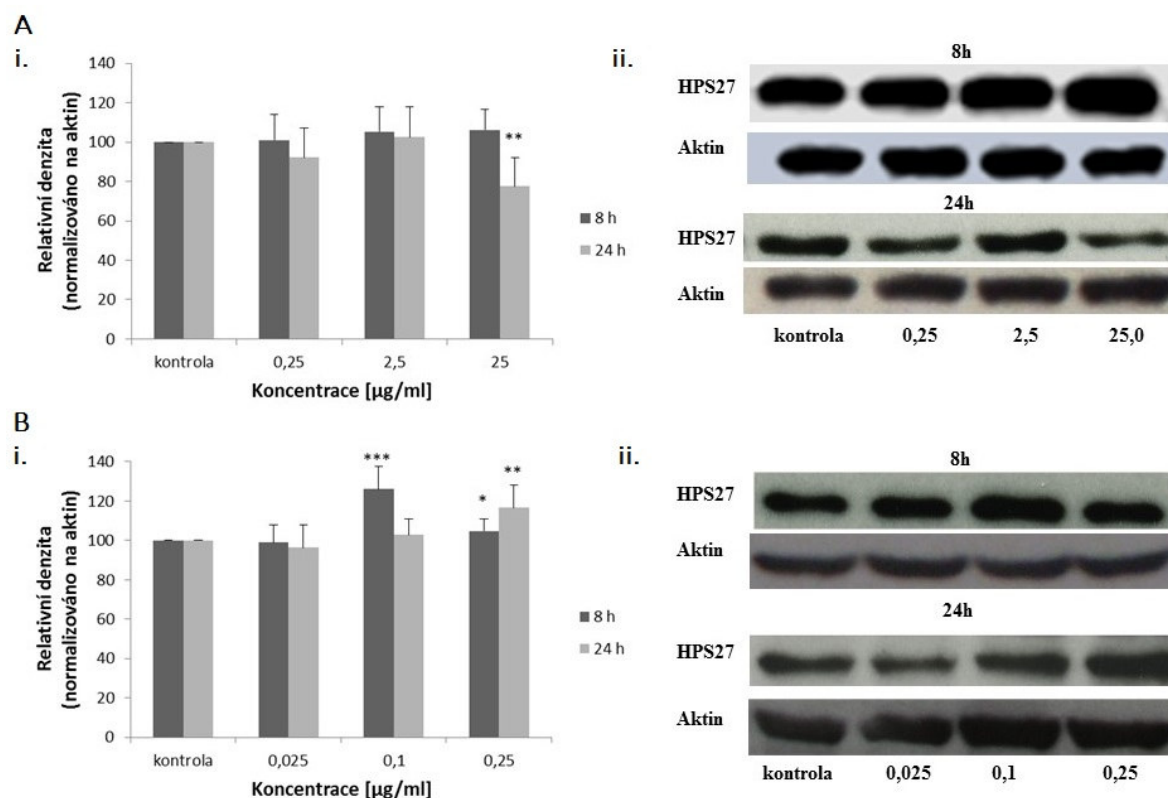 A
i.
140
120
100
80
60
40
20
0
Relativní denzita
(normalizováno na aktin)
**
8 h
24 h
kontrola 0,25 2,5 25
Koncentrace [µg/ml]
ii.
8h
HPS27
Aktin
24h
HPS27
Aktin
kontrola 0,25 2,5 25,0
B
i.
140
120
100
80
60
40
20
0
Relativní denzita
(normalizováno na aktin)
*** * **
8 h
24 h
kontrola 0,025 0,1 0,25
Koncentrace [µg/ml]
ii.
8h
HPS27
Aktin
24h
HPS27
Aktin
kontrola 0,025 0,1 0,25